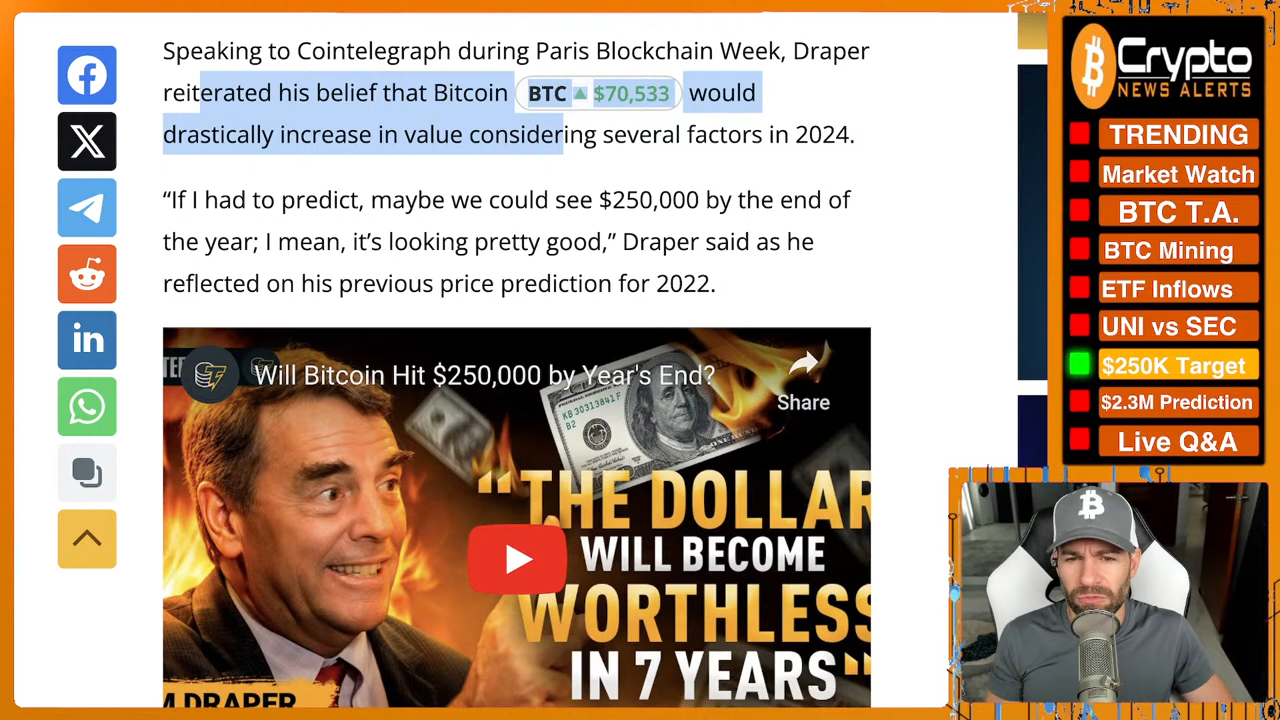 Speaking to Cointelegraph during Paris Blockchain Week, Draper
reiterated his belief that Bitcoin BTC $70,533 would
drastically increase in value considering several factors in 2024.
“If I had to predict, maybe we could see $250,000 by the end of
the year; I mean, it’s looking pretty good,” Draper said as he
reflected on his previous price prediction for 2022.
Will Bitcoin Hit $250,000 by Year's End?
Share
KB30313841F
B2
“THE DOLLAR
WILL BECOME
WORTHLESS
IN 7 YEARS”
M DRAPER
Crypto
NEWS ALERTS
TRENDING
Market Watch
BTC T.A.
BTC Mining
ETF Inflows
UNI vs SEC
$250K Target
$2.3M Prediction
Live Q&A